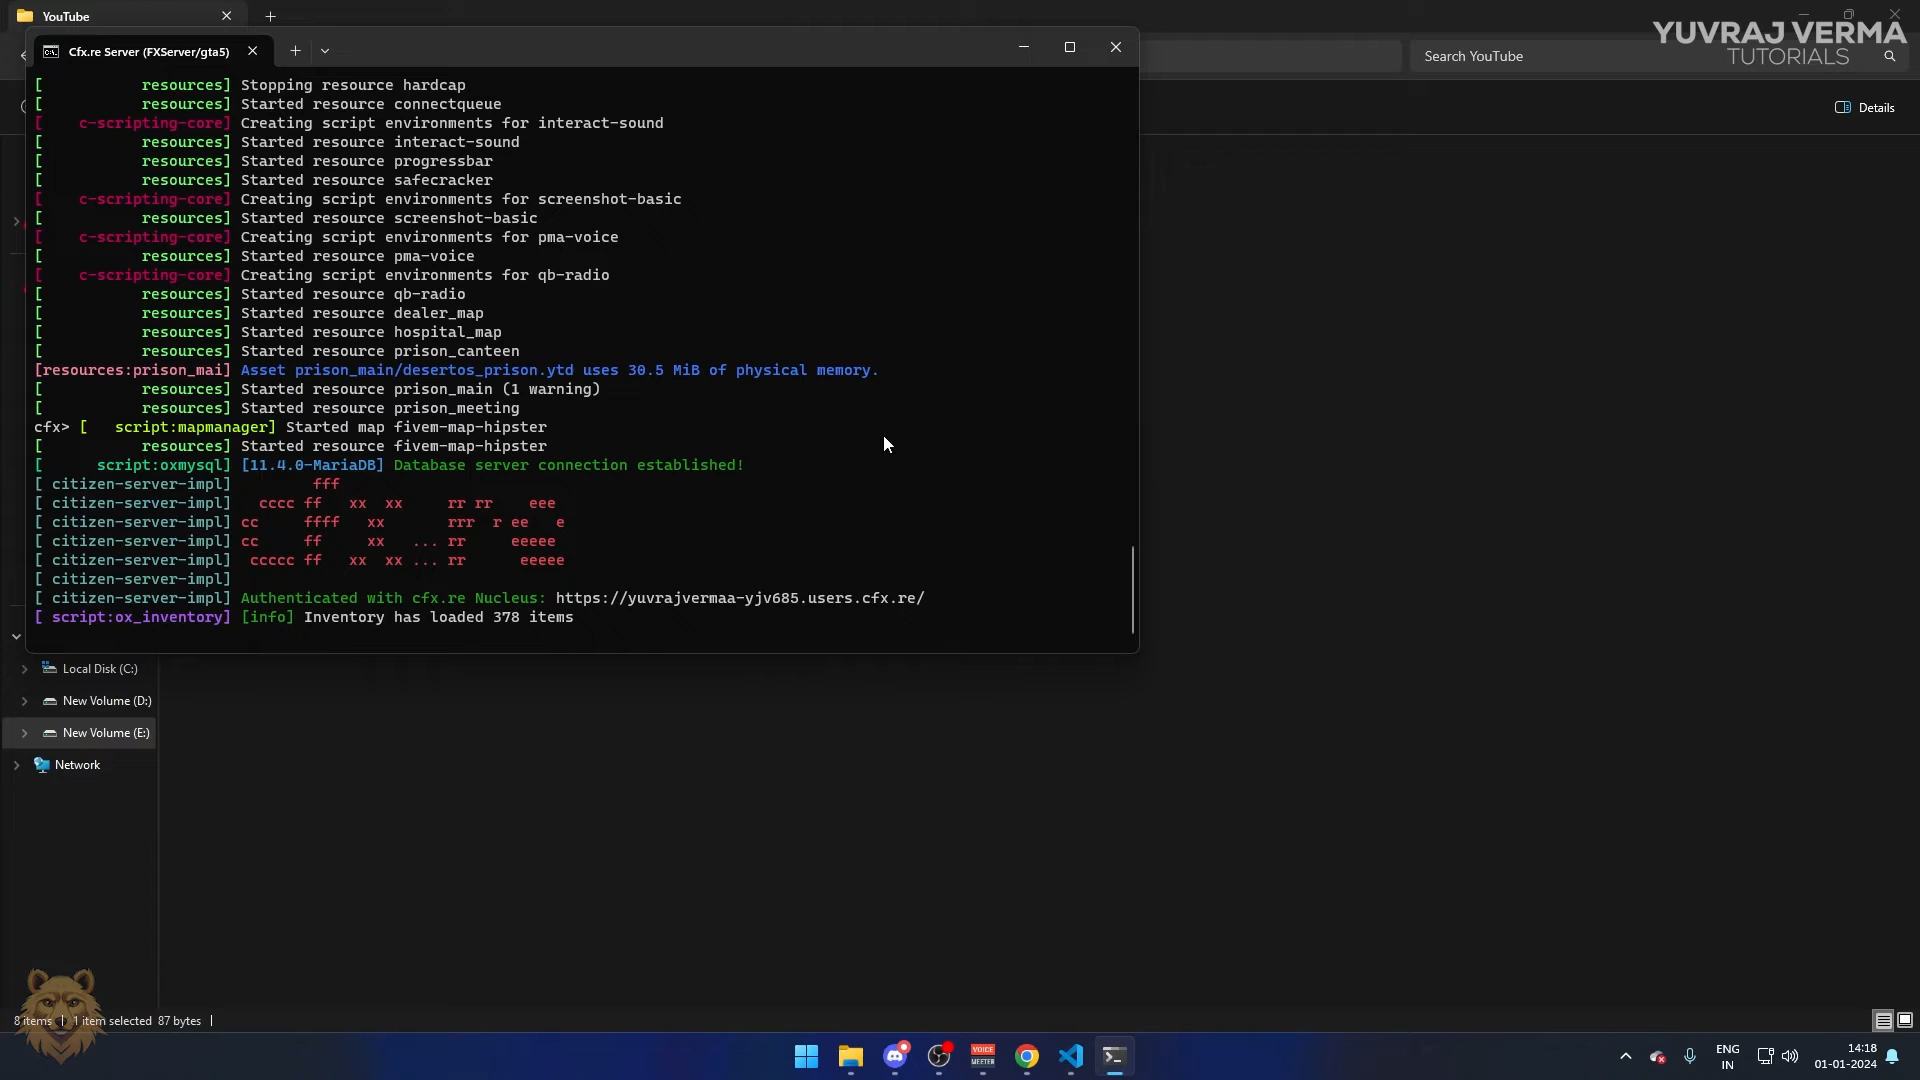 YouTube
YUVRAJ VERMA
TUTORIALS
Cfx.re Server (FXServer/gta5)
Search YouTube
Details
[           resources] Stopping resource hardcap
[           resources] Started resource connectqueue
[    c-scripting-core] Creating script environments for interact-sound
[           resources] Started resource interact-sound
[           resources] Started resource progressbar
[           resources] Started resource safecracker
[    c-scripting-core] Creating script environments for screenshot-basic
[           resources] Started resource screenshot-basic
[    c-scripting-core] Creating script environments for pma-voice
[           resources] Started resource pma-voice
[    c-scripting-core] Creating script environments for qb-radio
[           resources] Started resource qb-radio
[           resources] Started resource dealer_map
[           resources] Started resource hospital_map
[           resources] Started resource prison_canteen
[resources:prison_mai] Asset prison_main/desertos_prison.ytd uses 30.5 MiB of physical memory.
[           resources] Started resource prison_main (1 warning)
[           resources] Started resource prison_meeting
cfx> [   script:mapmanager] Started map fivem-map-hipster
[           resources] Started resource fivem-map-hipster
[      script:oxmysql] [11.4.0-MariaDB] Database server connection established!
[ citizen-server-impl]         fff
[ citizen-server-impl]   cccc ff   xx  xx     rr rr    eee
[ citizen-server-impl] cc     ffff   xx       rrr  r ee   e
[ citizen-server-impl] cc     ff     xx   ... rr     eeeee
[ citizen-server-impl]  ccccc ff   xx  xx ... rr      eeeee
[ citizen-server-impl]
[ citizen-server-impl] Authenticated with cfx.re Nucleus: https://yuvrajvermaa-yjv685.users.cfx.re/
[ script:ox_inventory] [info] Inventory has loaded 378 items
Local Disk (C:)
New Volume (D:)
New Volume (E:)
Network
8 items | 1 item selected 87 bytes |
VOICE
MEETER
ENG
IN
14:18
01-01-2024